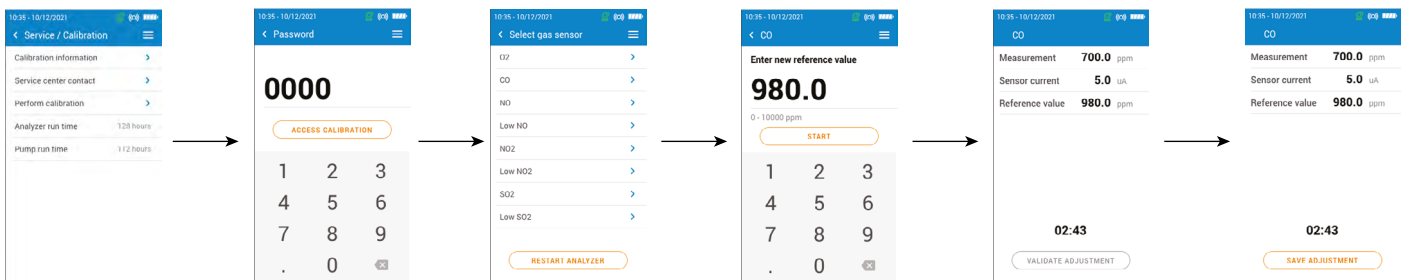 10:35 - 10/12/2021
Service / Calibration
Calibration information
Service center contact
Perform calibration
Analyzer run time 128 hours
Pump run time 112 hours
10:35 - 10/12/2021
Password
0000
ACCESS CALIBRATION
1 2 3
4 5 6
7 8 9
. 0
10:35 - 10/12/2021
Select gas sensor
O2
CO
NO
Low NO
NO2
Low NO2
SO2
Low SO2
RESTART ANALYZER
10:35 - 10/12/2021
CO
Enter new reference value
980.0
0 - 10000 ppm
START
1 2 3
4 5 6
7 8 9
. 0
10:35 - 10/12/2021
CO
Measurement 700.0 ppm
Sensor current 5.0 uA
Reference value 980.0 ppm
02:43
VALIDATE ADJUSTMENT
10:35 - 10/12/2021
CO
Measurement 700.0 ppm
Sensor current 5.0 uA
Reference value 980.0 ppm
02:43
SAVE ADJUSTMENT